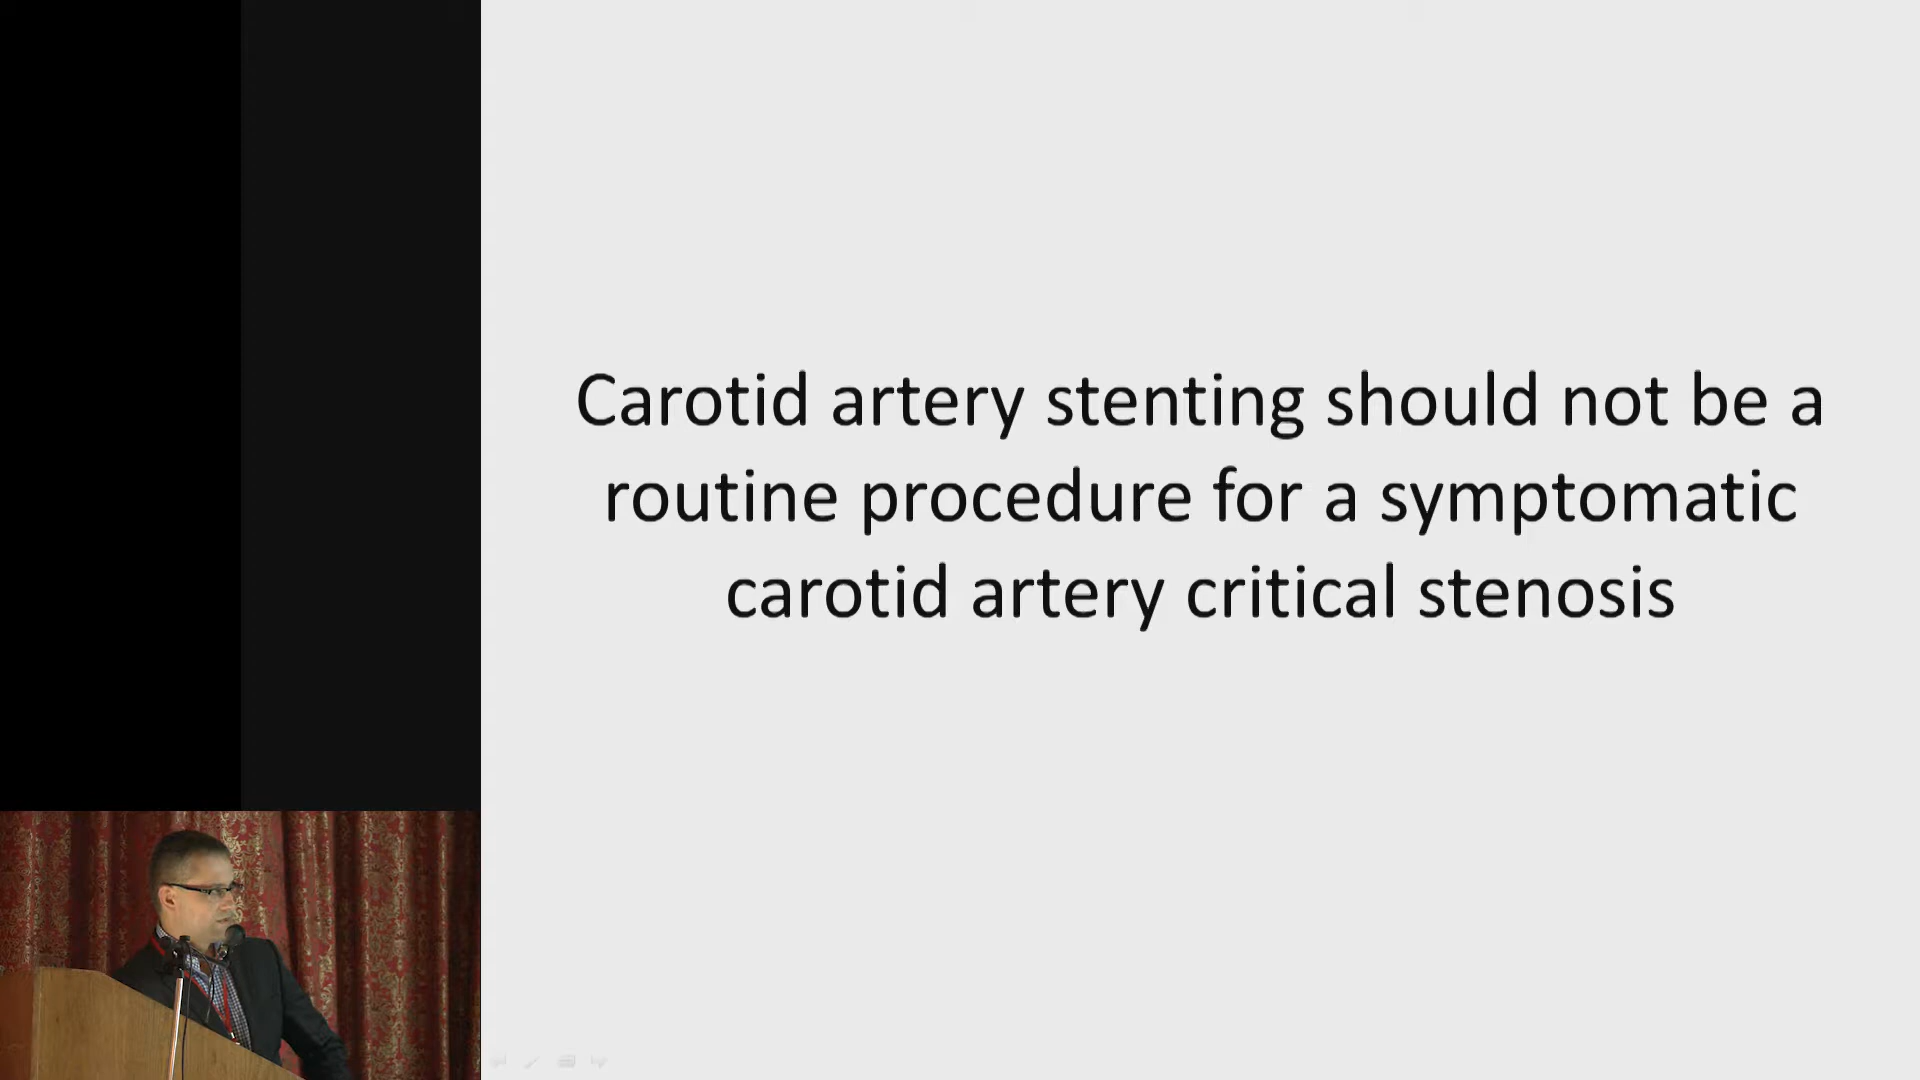 Carotid artery stenting should not be a
routine procedure for a symptomatic
carotid artery critical stenosis